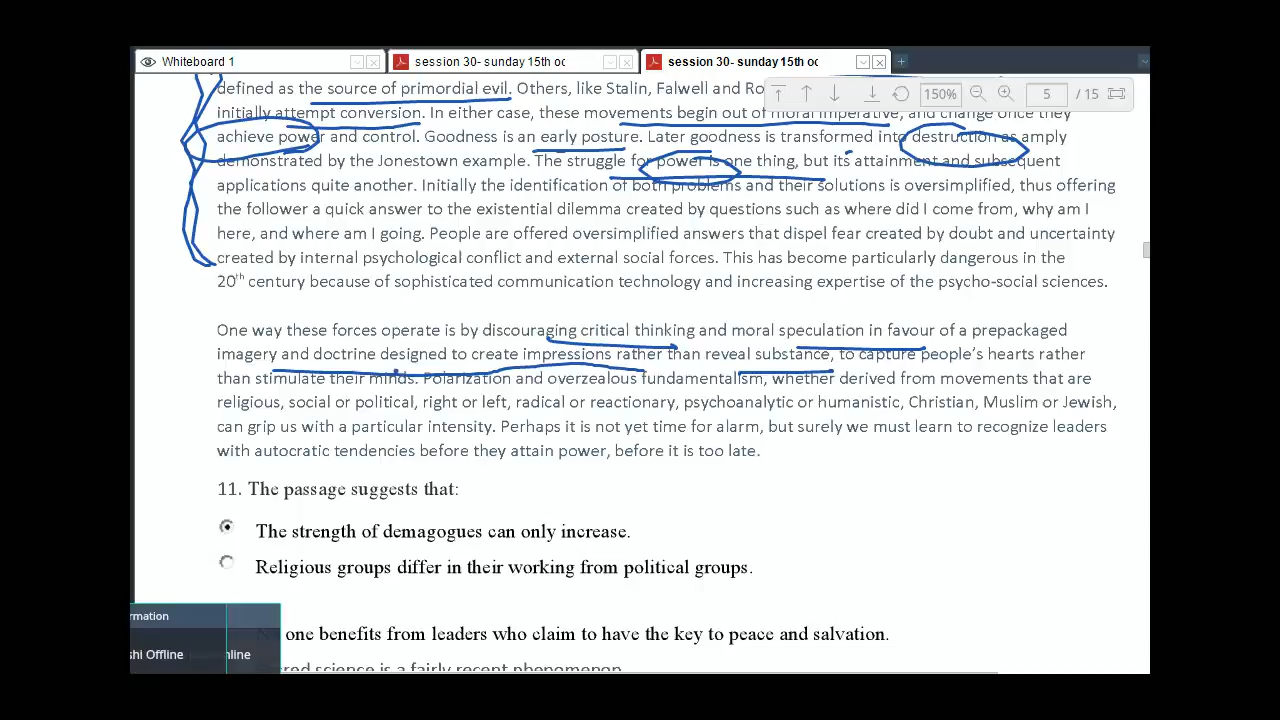 Whiteboard 1
session 30- sunday 15th oc
session 30- sunday 15th oc
150%
5
/ 15
defined as the source of primordial evil. Others, like Stalin, Falwell and Ro
initially attempt conversion. In either case, these movements begin out of moral imperative, and change once they
achieve power and control. Goodness is an early posture. Later goodness is transformed into destruction as amply
demonstrated by the Jonestown example. The struggle for power is one thing, but its attainment and subsequent
applications quite another. Initially the identification of both problems and their solutions is oversimplified, thus offering
the follower a quick answer to the existential dilemma created by questions such as where did I come from, why am I
here, and where am I going. People are offered oversimplified answers that dispel fear created by doubt and uncertainty
created by internal psychological conflict and external social forces. This has become particularly dangerous in the
20th century because of sophisticated communication technology and increasing expertise of the psycho-social sciences.
One way these forces operate is by discouraging critical thinking and moral speculation in favour of a prepackaged
imagery and doctrine designed to create impressions rather than reveal substance, to capture people's hearts rather
than stimulate their minds. Polarization and overzealous fundamentalism, whether derived from movements that are
religious, social or political, right or left, radical or reactionary, psychoanalytic or humanistic, Christian, Muslim or Jewish,
can grip us with a particular intensity. Perhaps it is not yet time for alarm, but surely we must learn to recognize leaders
with autocratic tendencies before they attain power, before it is too late.
11. The passage suggests that:
The strength of demagogues can only increase.
Religious groups differ in their working from political groups.
rmation
one benefits from leaders who claim to have the key to peace and salvation.
shi Offline nline
science is a fairly recent phenomenon